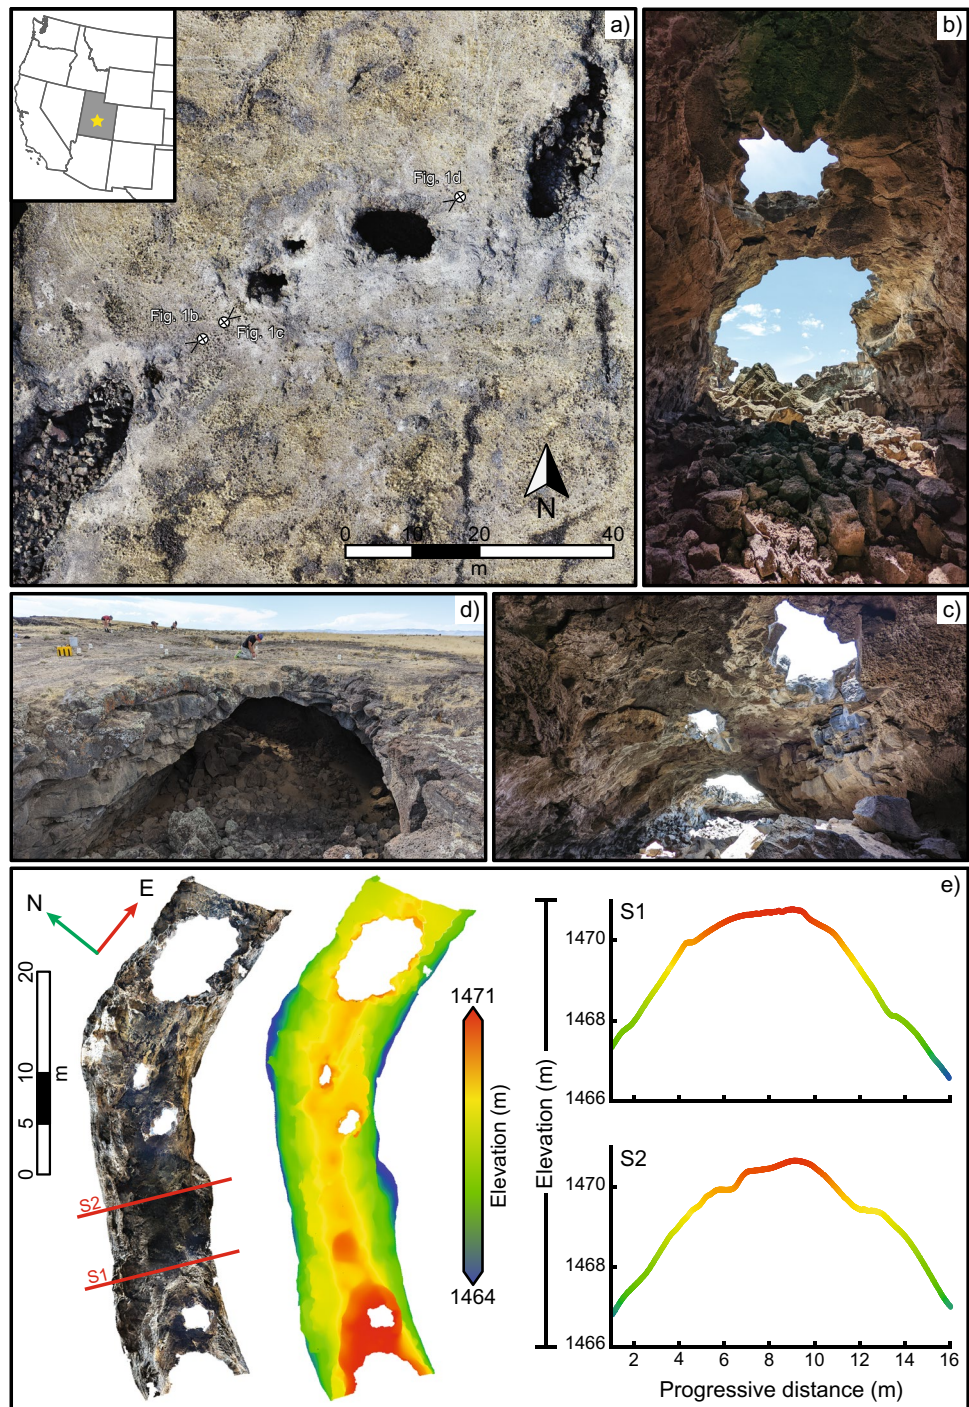 a)
Fig. 1d
Fig. 1b
Fig. 1c
N
0 10 20 40
m
b)
d)
c)
e)
N
E
20
10
5
0
m
S2
S1
1471
1464
Elevation (m)
Elevation (m)
S1
1470
1468
1466
S2
1470
1468
1466
2 4 6 8 10 12 14 16
Progressive distance (m)